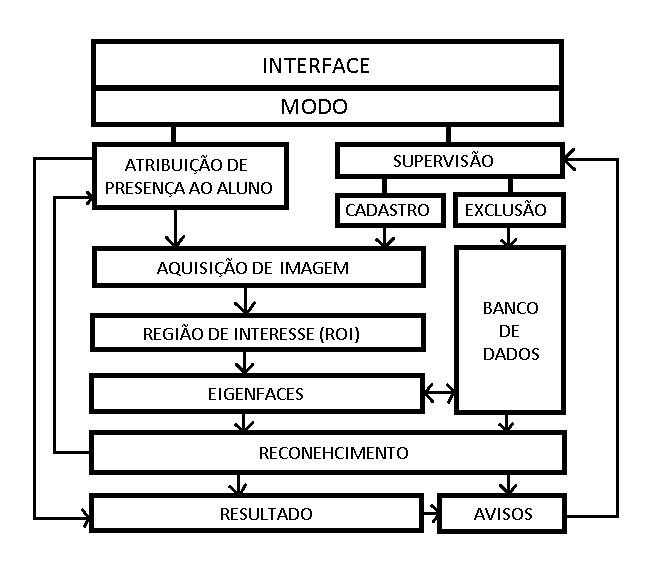 INTERFACE
MODO
ATRIBUIÇÃO DE
PRESENÇA AO ALUNO
SUPERVISÃO
CADASTRO
EXCLUSÃO
AQUISIÇÃO DE IMAGEM
BANCO
DE
DADOS
REGIÃO DE INTERESSE (ROI)
EIGENFACES
RECONEHCIMENTO
RESULTADO
AVISOS